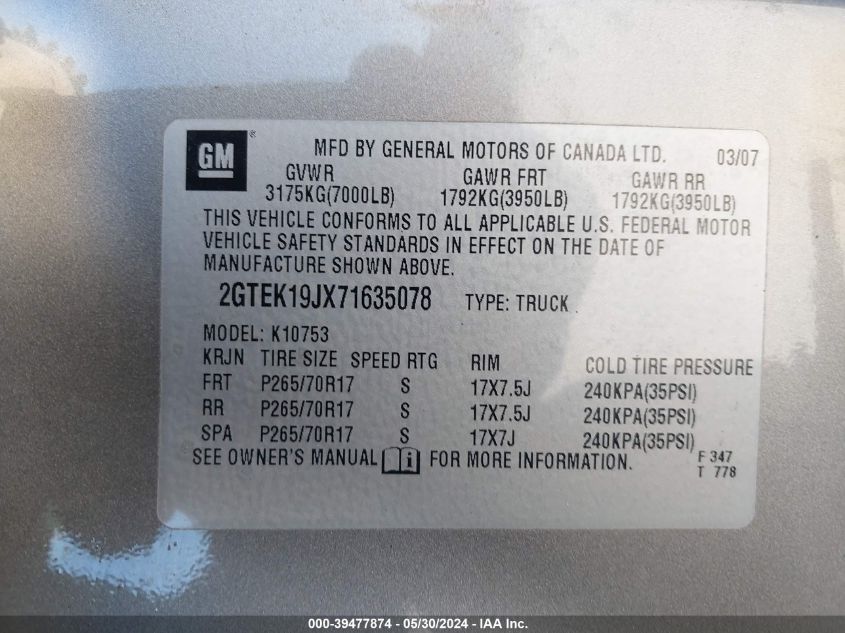 GM ® MFD BY GENERAL MOTORS OF CANADA LTD. 03/07
GVWR GAWR FRT GAWR RR
3175KG(7000LB) 1792KG(3950LB) 1792KG(3950LB)
THIS VEHICLE CONFORMS TO ALL APPLICABLE U.S. FEDERAL MOTOR
VEHICLE SAFETY STANDARDS IN EFFECT ON THE DATE OF
MANUFACTURE SHOWN ABOVE.
2GTEK19JX71635078 TYPE: TRUCK
MODEL: K10753
KRJN TIRE SIZE SPEED RTG RIM COLD TIRE PRESSURE
FRT P265/70R17 S 17X7.5J 240KPA(35PSI)
RR P265/70R17 S 17X7.5J 240KPA(35PSI)
SPA P265/70R17 S 17X7J 240KPA(35PSI)
SEE OWNER'S MANUAL i FOR MORE INFORMATION.
F 347
T 778
000-39477874 / 05/30/2024 - IAA Inc.